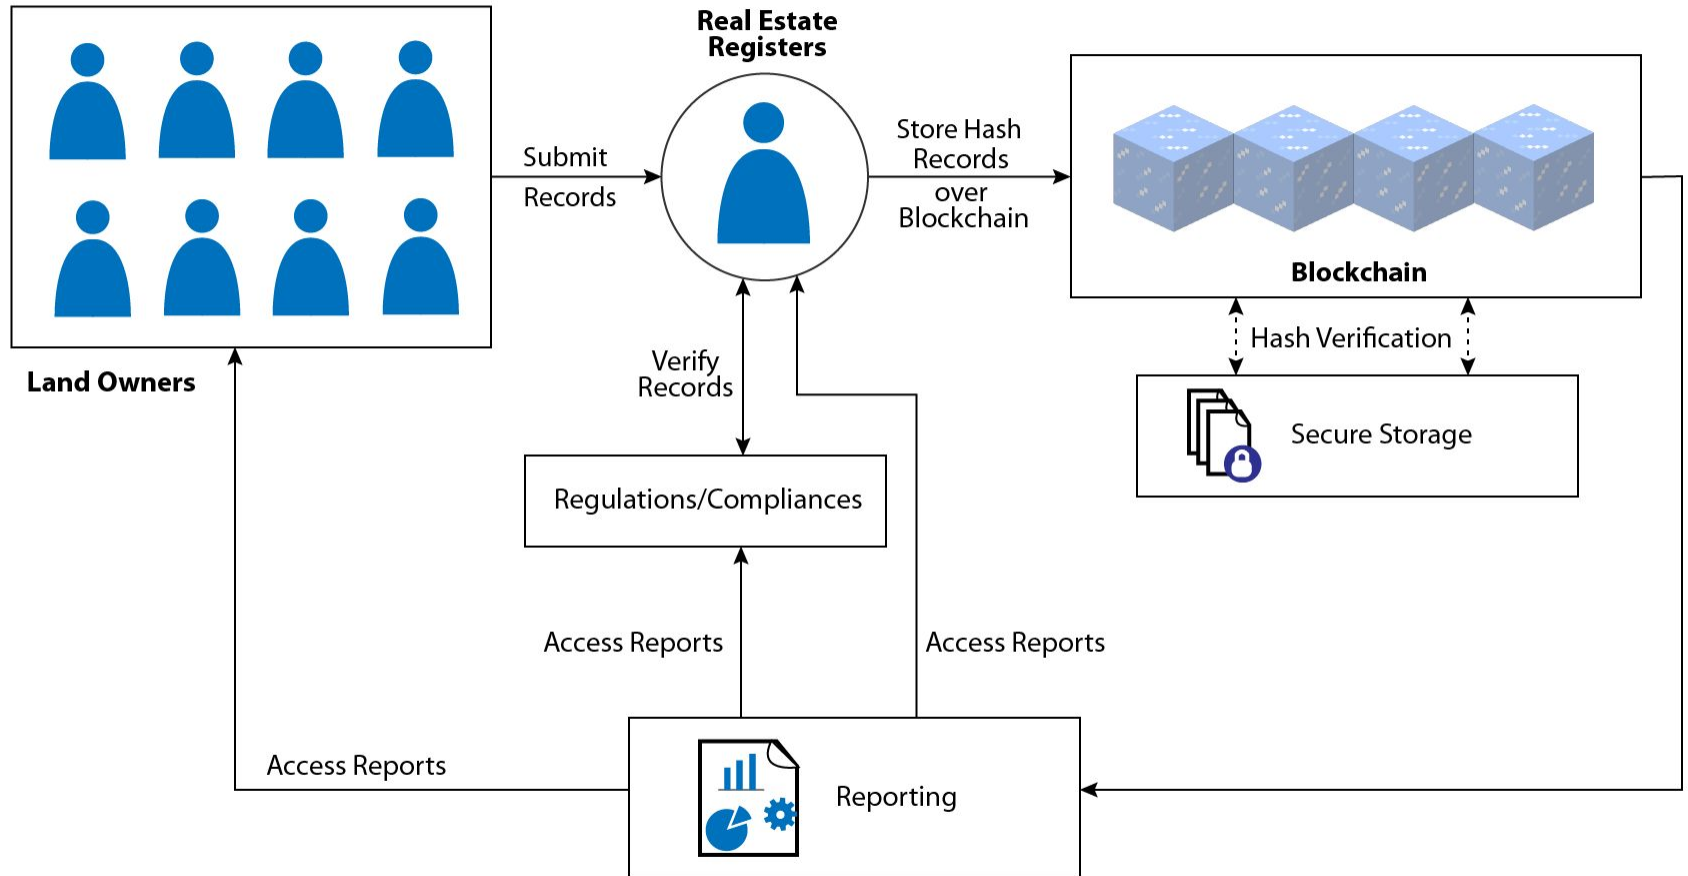 Real Estate
Registers
Submit
Records
Store Hash
Records
over
Blockchain
Blockchain
Land Owners
Verify
Records
Hash Verification
Secure Storage
Regulations/Compliances
Access Reports
Access Reports
Access Reports
Reporting